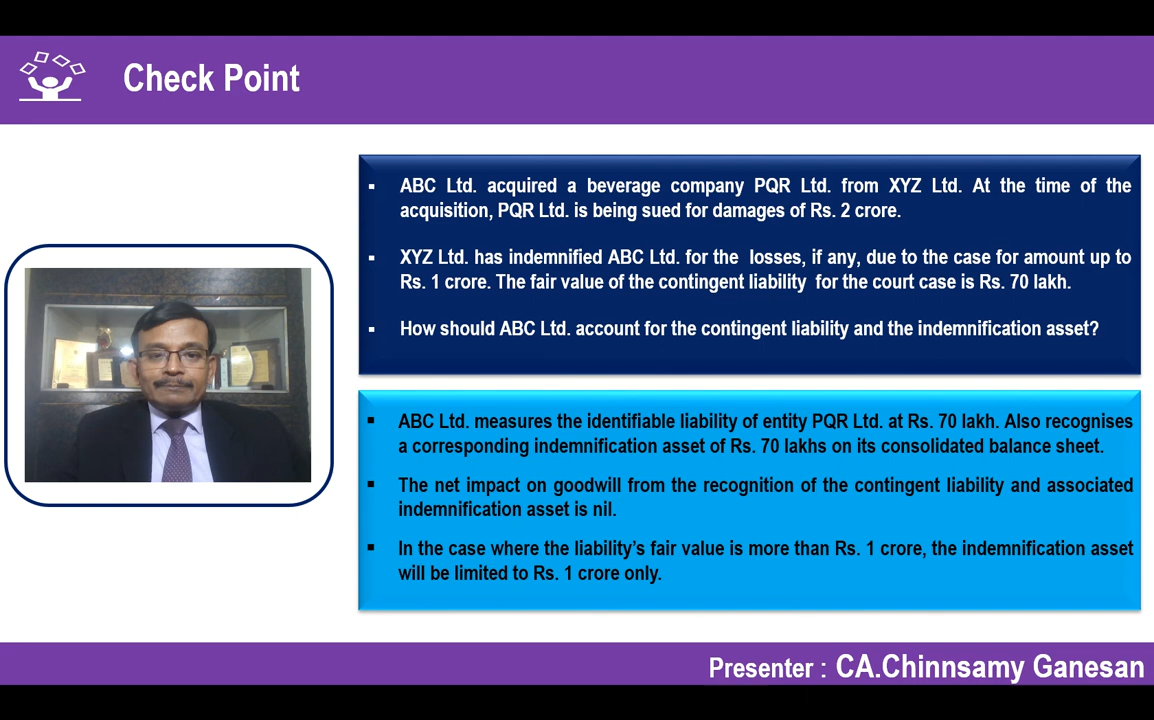 Check Point
ABC Ltd. acquired a beverage company PQR Ltd. from XYZ Ltd. At the time of the
acquisition, PQR Ltd. is being sued for damages of Rs. 2 crore.
XYZ Ltd. has indemnified ABC Ltd. for the losses, if any, due to the case for amount up to
Rs. 1 crore. The fair value of the contingent liability for the court case is Rs. 70 lakh.
How should ABC Ltd. account for the contingent liability and the indemnification asset?
ABC Ltd. measures the identifiable liability of entity PQR Ltd. at Rs. 70 lakh. Also recognises
a corresponding indemnification asset of Rs. 70 lakhs on its consolidated balance sheet.
The net impact on goodwill from the recognition of the contingent liability and associated
indemnification asset is nil.
In the case where the liability's fair value is more than Rs. 1 crore, the indemnification asset
will be limited to Rs. 1 crore only.
Presenter : CA.Chinnsamy Ganesan